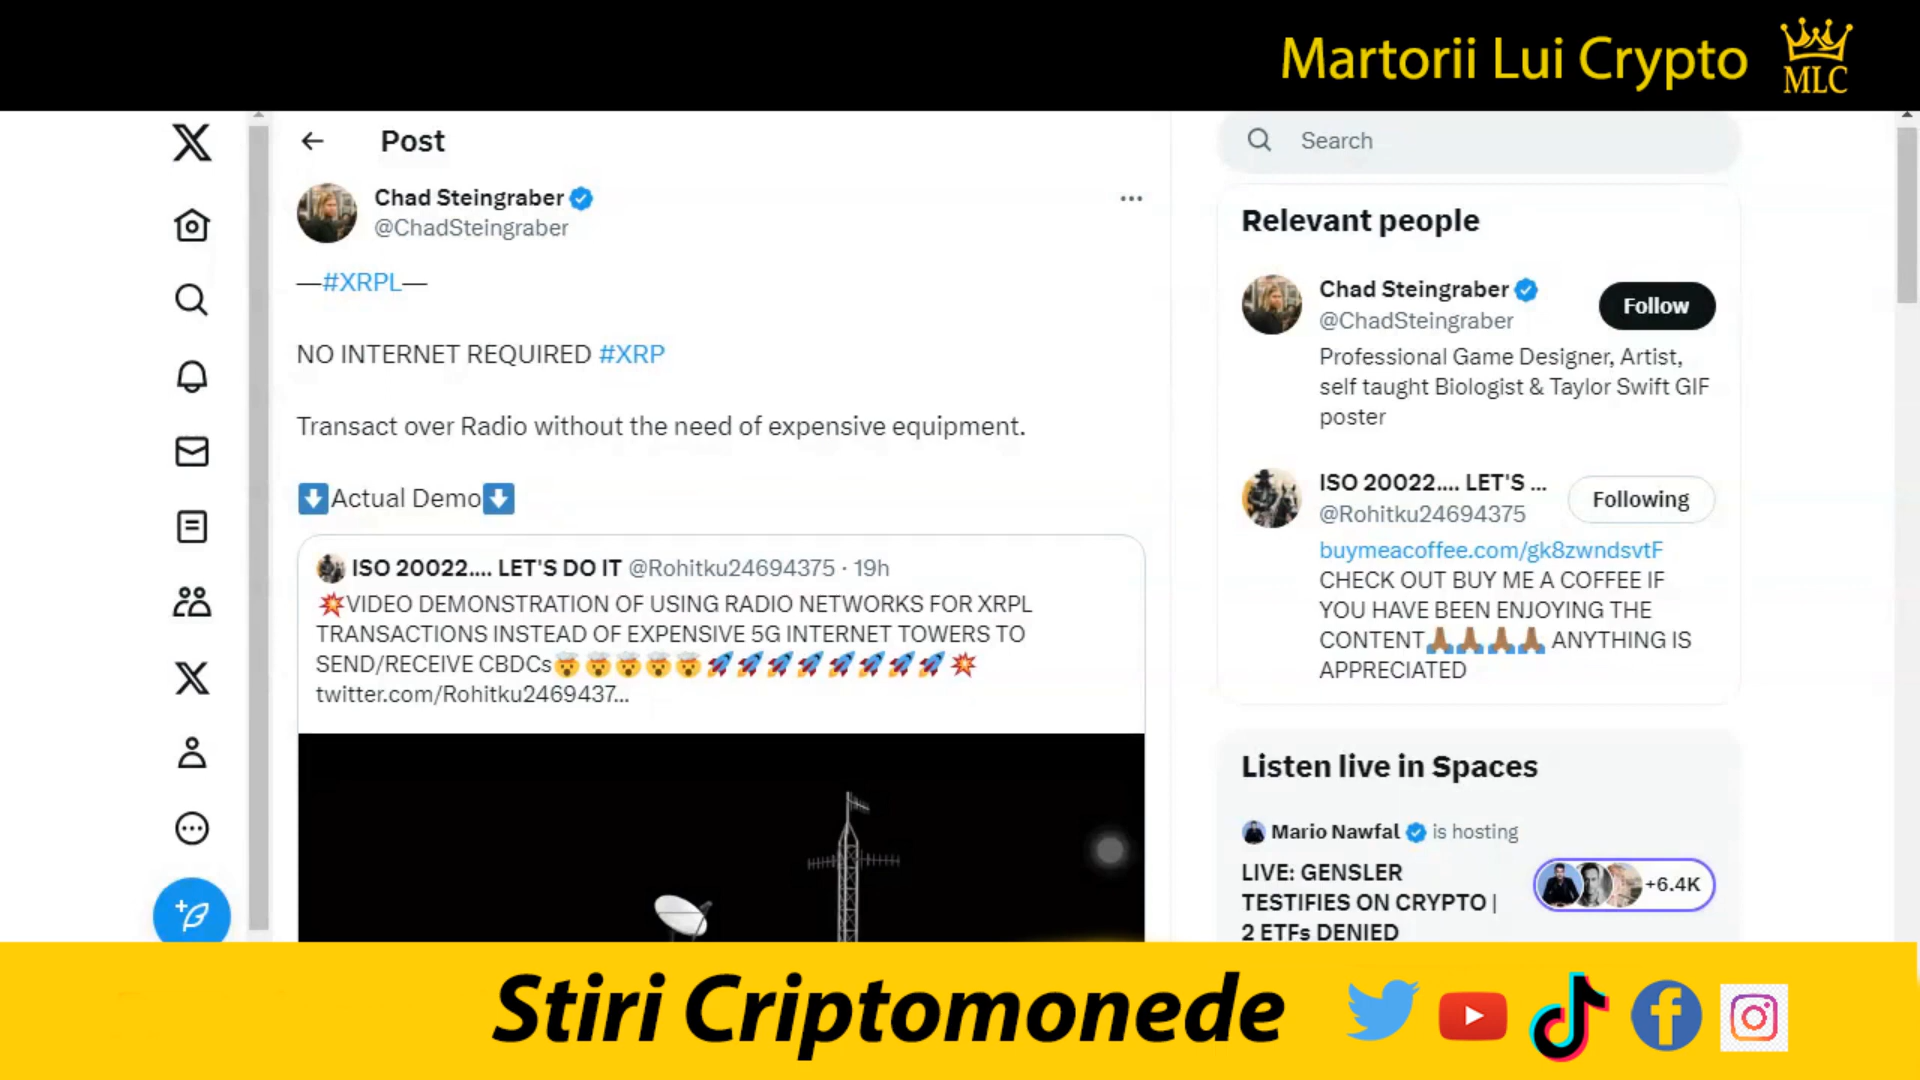 Martorii Lui Crypto
MLC
Post
Search
Chad Steingraber
@ChadSteingraber
—#XRPL—
NO INTERNET REQUIRED #XRP
Transact over Radio without the need of expensive equipment.
⬇️Actual Demo⬇️
ISO 20022.... LET'S DO IT @Rohitku24694375 · 19h
💥VIDEO DEMONSTRATION OF USING RADIO NETWORKS FOR XRPL
TRANSACTIONS INSTEAD OF EXPENSIVE 5G INTERNET TOWERS TO
SEND/RECEIVE CBDCs🤯🤯🤯🤯🤯🚀🚀🚀🚀🚀🚀🚀🚀💥
twitter.com/Rohitku2469437...
Relevant people
Chad Steingraber
@ChadSteingraber
Follow
Professional Game Designer, Artist,
self taught Biologist & Taylor Swift GIF
poster
ISO 20022.... LET'S ...
@Rohitku24694375
Following
buymeacoffee.com/gk8zwndsvtF
CHECK OUT BUY ME A COFFEE IF
YOU HAVE BEEN ENJOYING THE
CONTENT🙏🏾🙏🏾🙏🏾🙏🏾 ANYTHING IS
APPRECIATED
Listen live in Spaces
Mario Nawfal is hosting
LIVE: GENSLER
TESTIFIES ON CRYPTO |
2 ETFs DENIED
+6.4K
Stiri Criptomonede